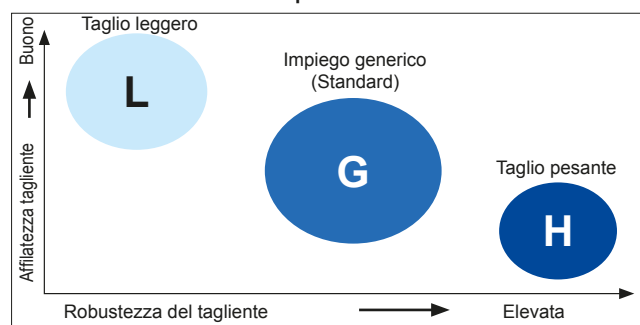 Taglio leggero
Buono
Impiego generico
(Standard)
L
Taglio pesante
G
Affilatezza tagliente
H
Robustezza del tagliente
Elevata